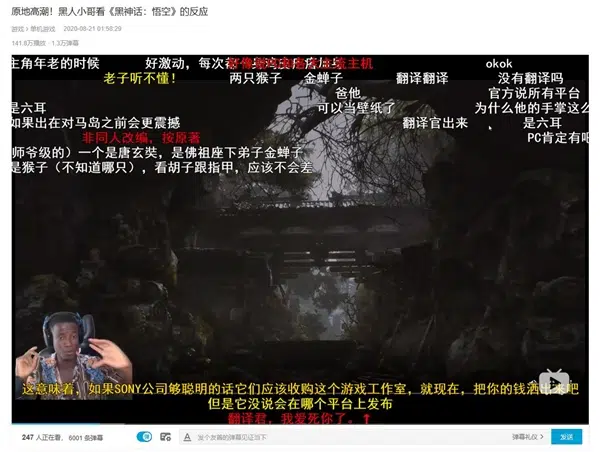 原地高潮！黑人小哥看《黑神话：悟空》的反应
游戏 > 单机游戏 2020-08-21 01:58:29
141.8万播放 · 1.3万弹幕
主角年老的时候 好激动，每次看 主机 okok
老子听不懂！ 两只猴子 金蝉子 翻译翻译 没有翻译吗
爸他 官方说所有平台
是六耳 可以当壁纸了 为什么他的手掌这么
如果出在对马岛之前会更震撼 翻译官出来 是六耳
非同人改编，按原著 PC肯定有吧
师爷级的）一个是唐玄奘，是佛祖座下弟子金蝉子
是猴子（不知道哪只），看胡子跟指甲，应该不会差
这意味着，如果SONY公司够聪明的话它们应该收购这个游戏工作室，就现在，把你的钱洒出来吧
但是它没说会在哪个平台上发布
翻译君，我爱死你了。↑
247 人正在看，6001 条弹幕 弹 A 发个友善的弹幕见证当下 弹幕礼仪 > 发送